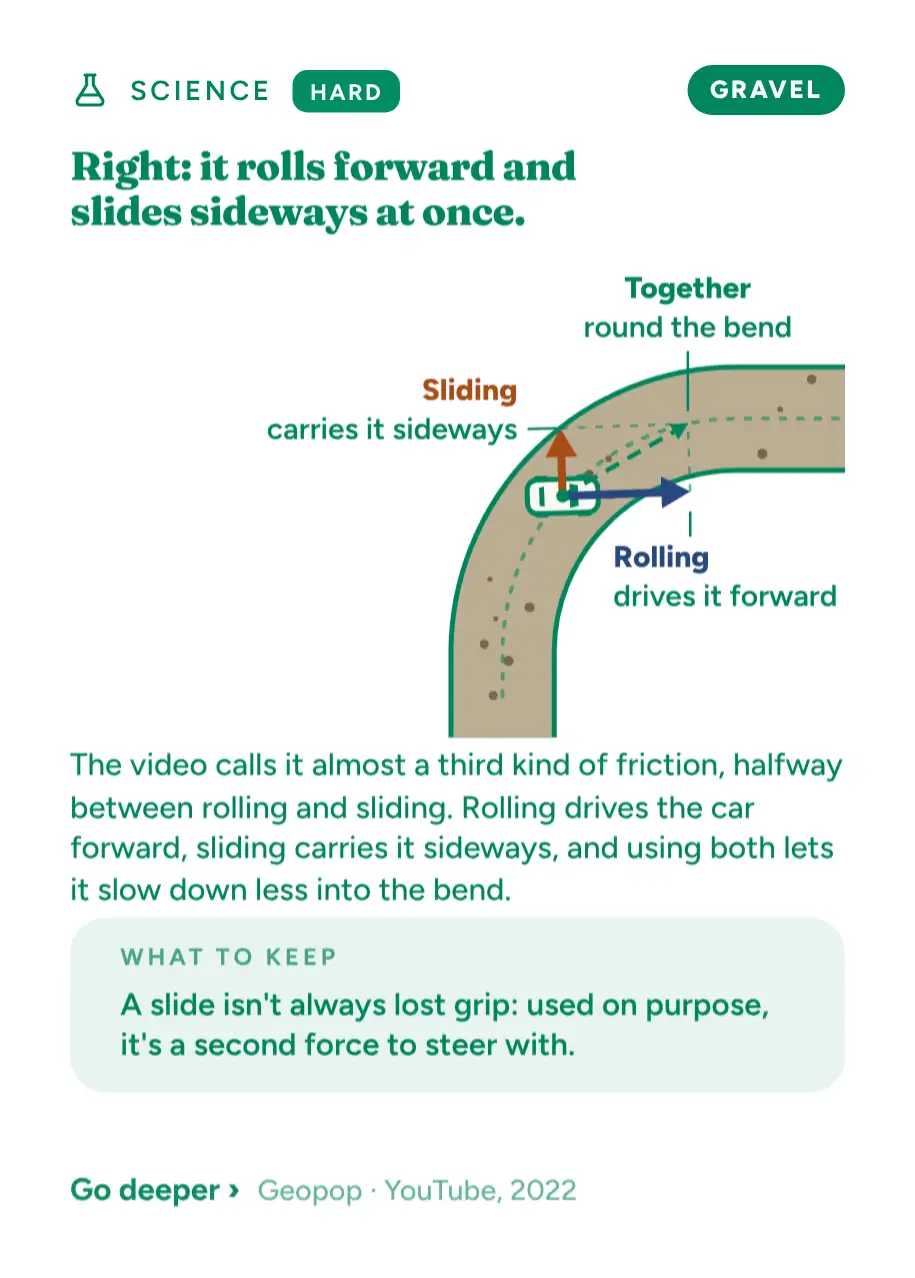 SCIENCE
HARD
GRAVEL
Right: it rolls forward and
slides sideways at once.
Together
round the bend
Sliding
carries it sideways
Rolling
drives it forward
The video calls it almost a third kind of friction, halfway
between rolling and sliding. Rolling drives the car
forward, sliding carries it sideways, and using both lets
it slow down less into the bend.
WHAT TO KEEP
A slide isn't always lost grip: used on purpose,
it's a second force to steer with.
Go deeper › Geopop · YouTube, 2022